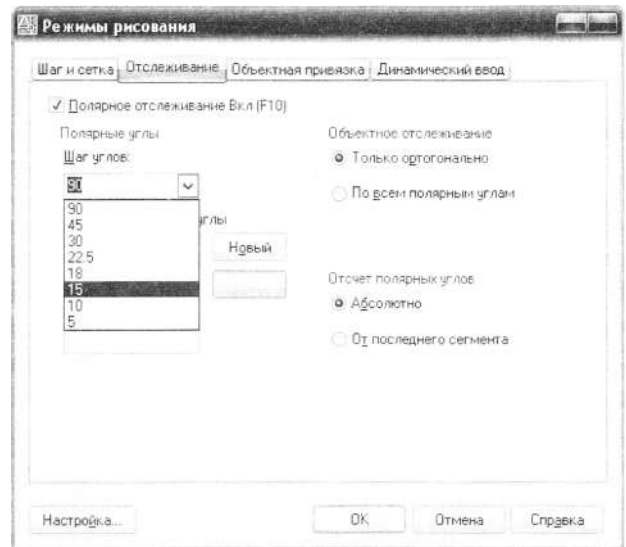 Режимы рисования
Шаг и сетка Отслеживание Объектная привязка Динамический ввод
✓ Полярное отслеживание Вкл (F10)
Полярные углы
Шаг углов:
90
90
45
30
22.5
18
15
10
5
углы
Новый
Объектное отслеживание
Только ортогонально
По всем полярным углам
Отсчет полярных углов
Абсолютно
От последнего сегмента
Настройка...
OK
Отмена
Справка